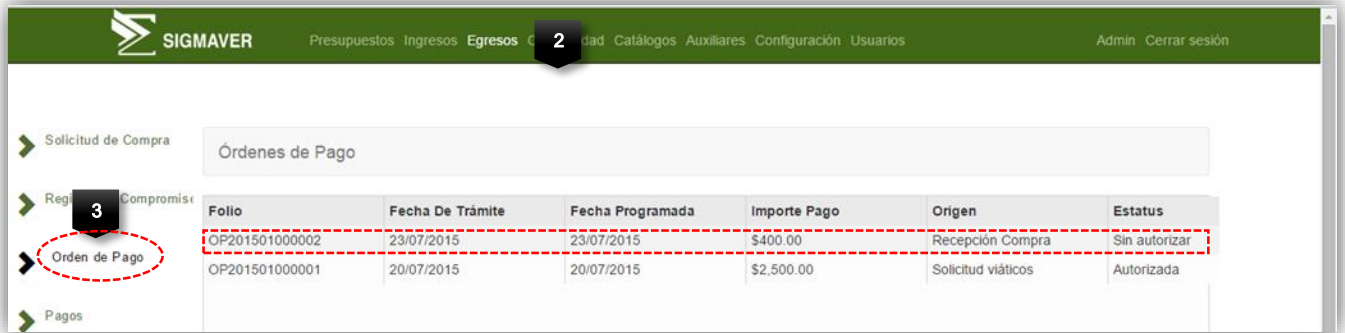 SIGMAVER Presupuestos Ingresos Egresos 2 Catálogos Auxiliares Configuración Usuarios Admin Cerrar sesión
Solicitud de Compra
Órdenes de Pago
3
Orden de Pago
Pagos
Folio Fecha De Trámite Fecha Programada Importe Pago Origen Estatus
OP201501000002 23/07/2015 23/07/2015 $400.00 Recepción Compra Sin autorizar
OP201501000001 20/07/2015 20/07/2015 $2,500.00 Solicitud viáticos Autorizada